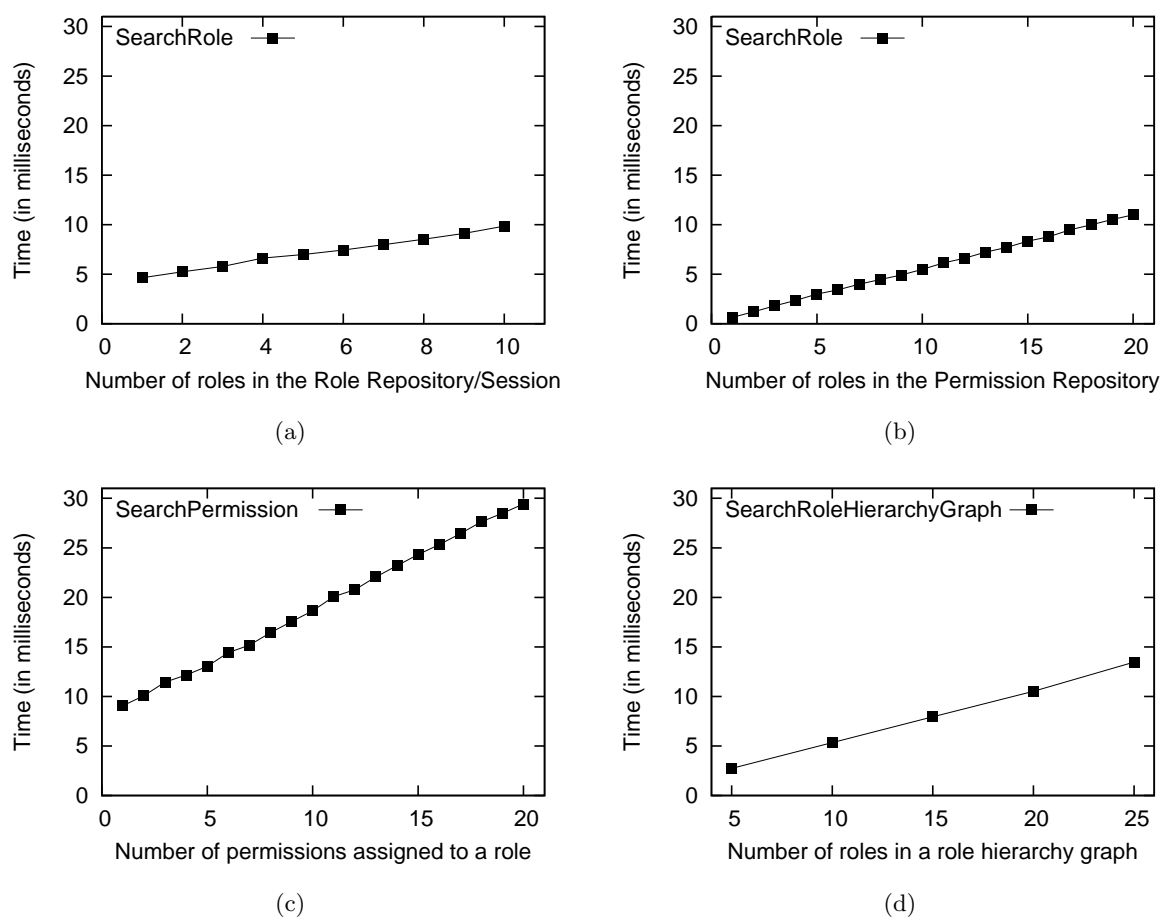 30
25
20
15
10
5
0
Time (in milliseconds)
SearchRole
0 2 4 6 8 10
Number of roles in the Role Repository/Session
(a)
30
25
20
15
10
5
0
Time (in milliseconds)
SearchRole
0 5 10 15 20
Number of roles in the Permission Repository
(b)
30
25
20
15
10
5
0
Time (in milliseconds)
SearchPermission
0 5 10 15 20
Number of permissions assigned to a role
(c)
30
25
20
15
10
5
0
Time (in milliseconds)
SearchRoleHierarchyGraph
5 10 15 20 25
Number of roles in a role hierarchy graph
(d)